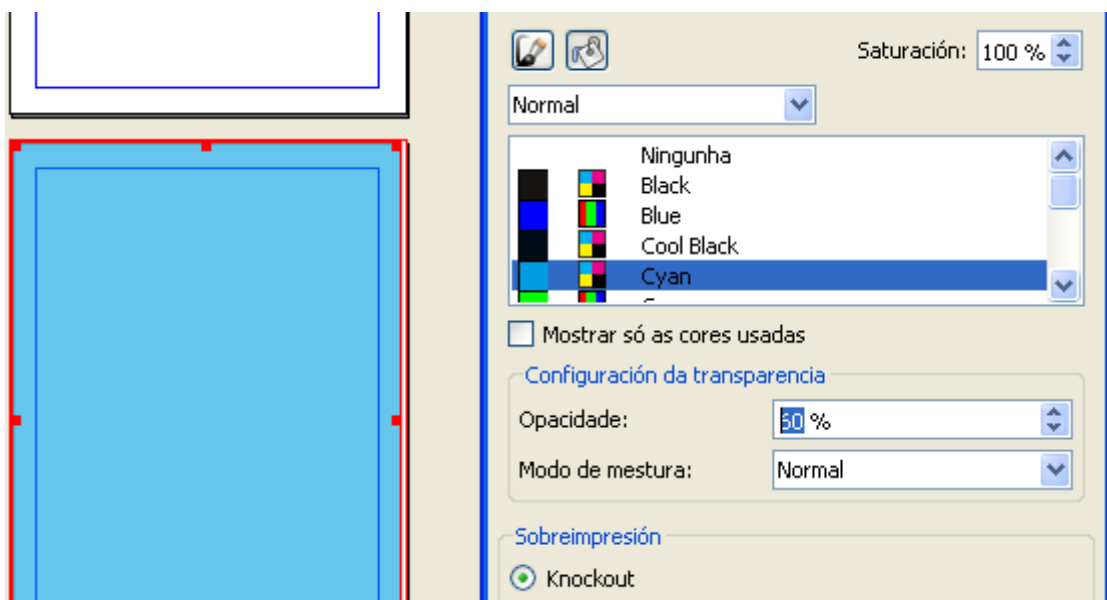 Saturación: 100 %
Normal
Ningunha
Black
Blue
Cool Black
Cyan
Mostrar só as cores usadas
Configuración da transparencia
Opacidade: 60 %
Modo de mestura: Normal
Sobreimpresión
Knockout